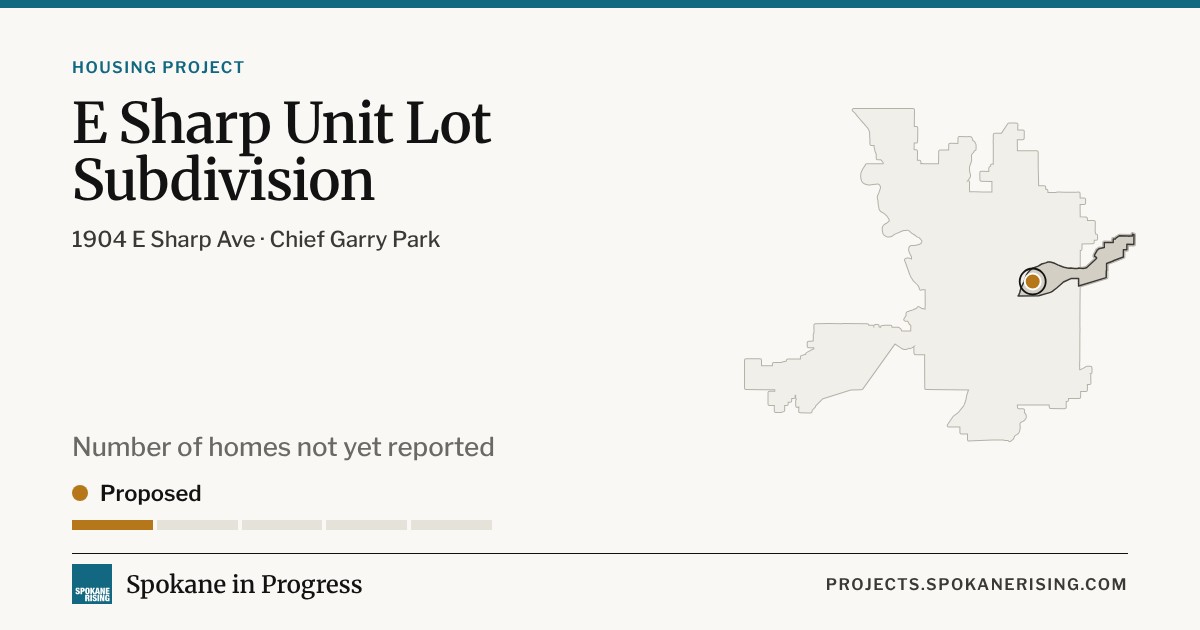 HOUSING PROJECT
E Sharp Unit Lot
Subdivision
1904 E Sharp Ave · Chief Garry Park
Number of homes not yet reported
Proposed
SPOKANE
RISING
Spokane in Progress
PROJECTS.SPOKANERISING.COM